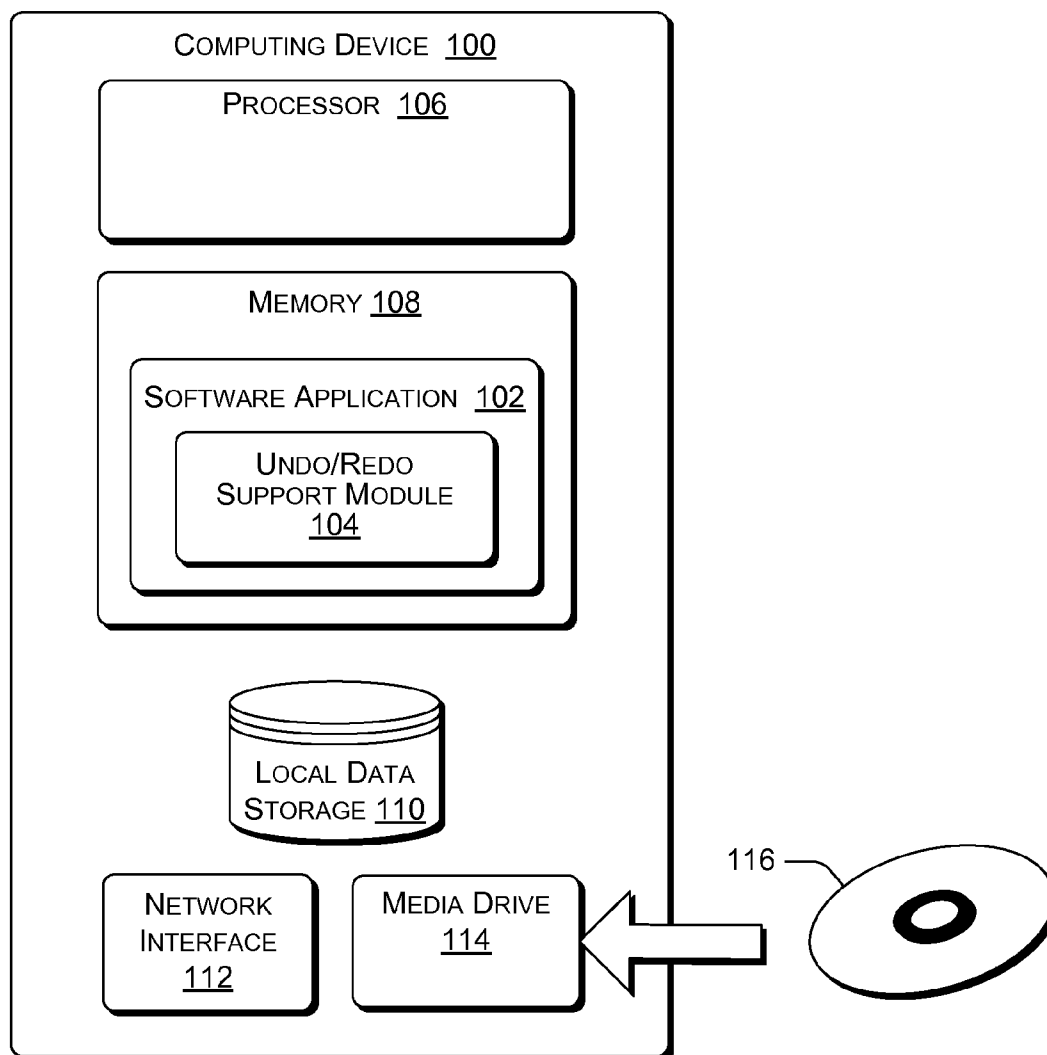 COMPUTING DEVICE 100
PROCESSOR 106
MEMORY 108
SOFTWARE APPLICATION 102
UNDO/REDO
SUPPORT MODULE
104
LOCAL DATA
STORAGE 110
NETWORK
INTERFACE
112
MEDIA DRIVE
114
116